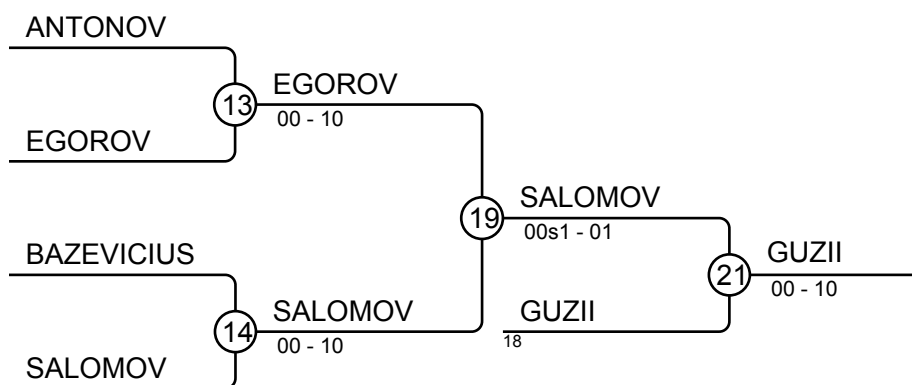 ANTONOV
13
EGOROV
00 - 10
EGOROV
19
SALOMOV
00s1 - 01
BAZEVICIUS
14
SALOMOV
00 - 10
SALOMOV
21
GUZII
00 - 10
GUZII
18